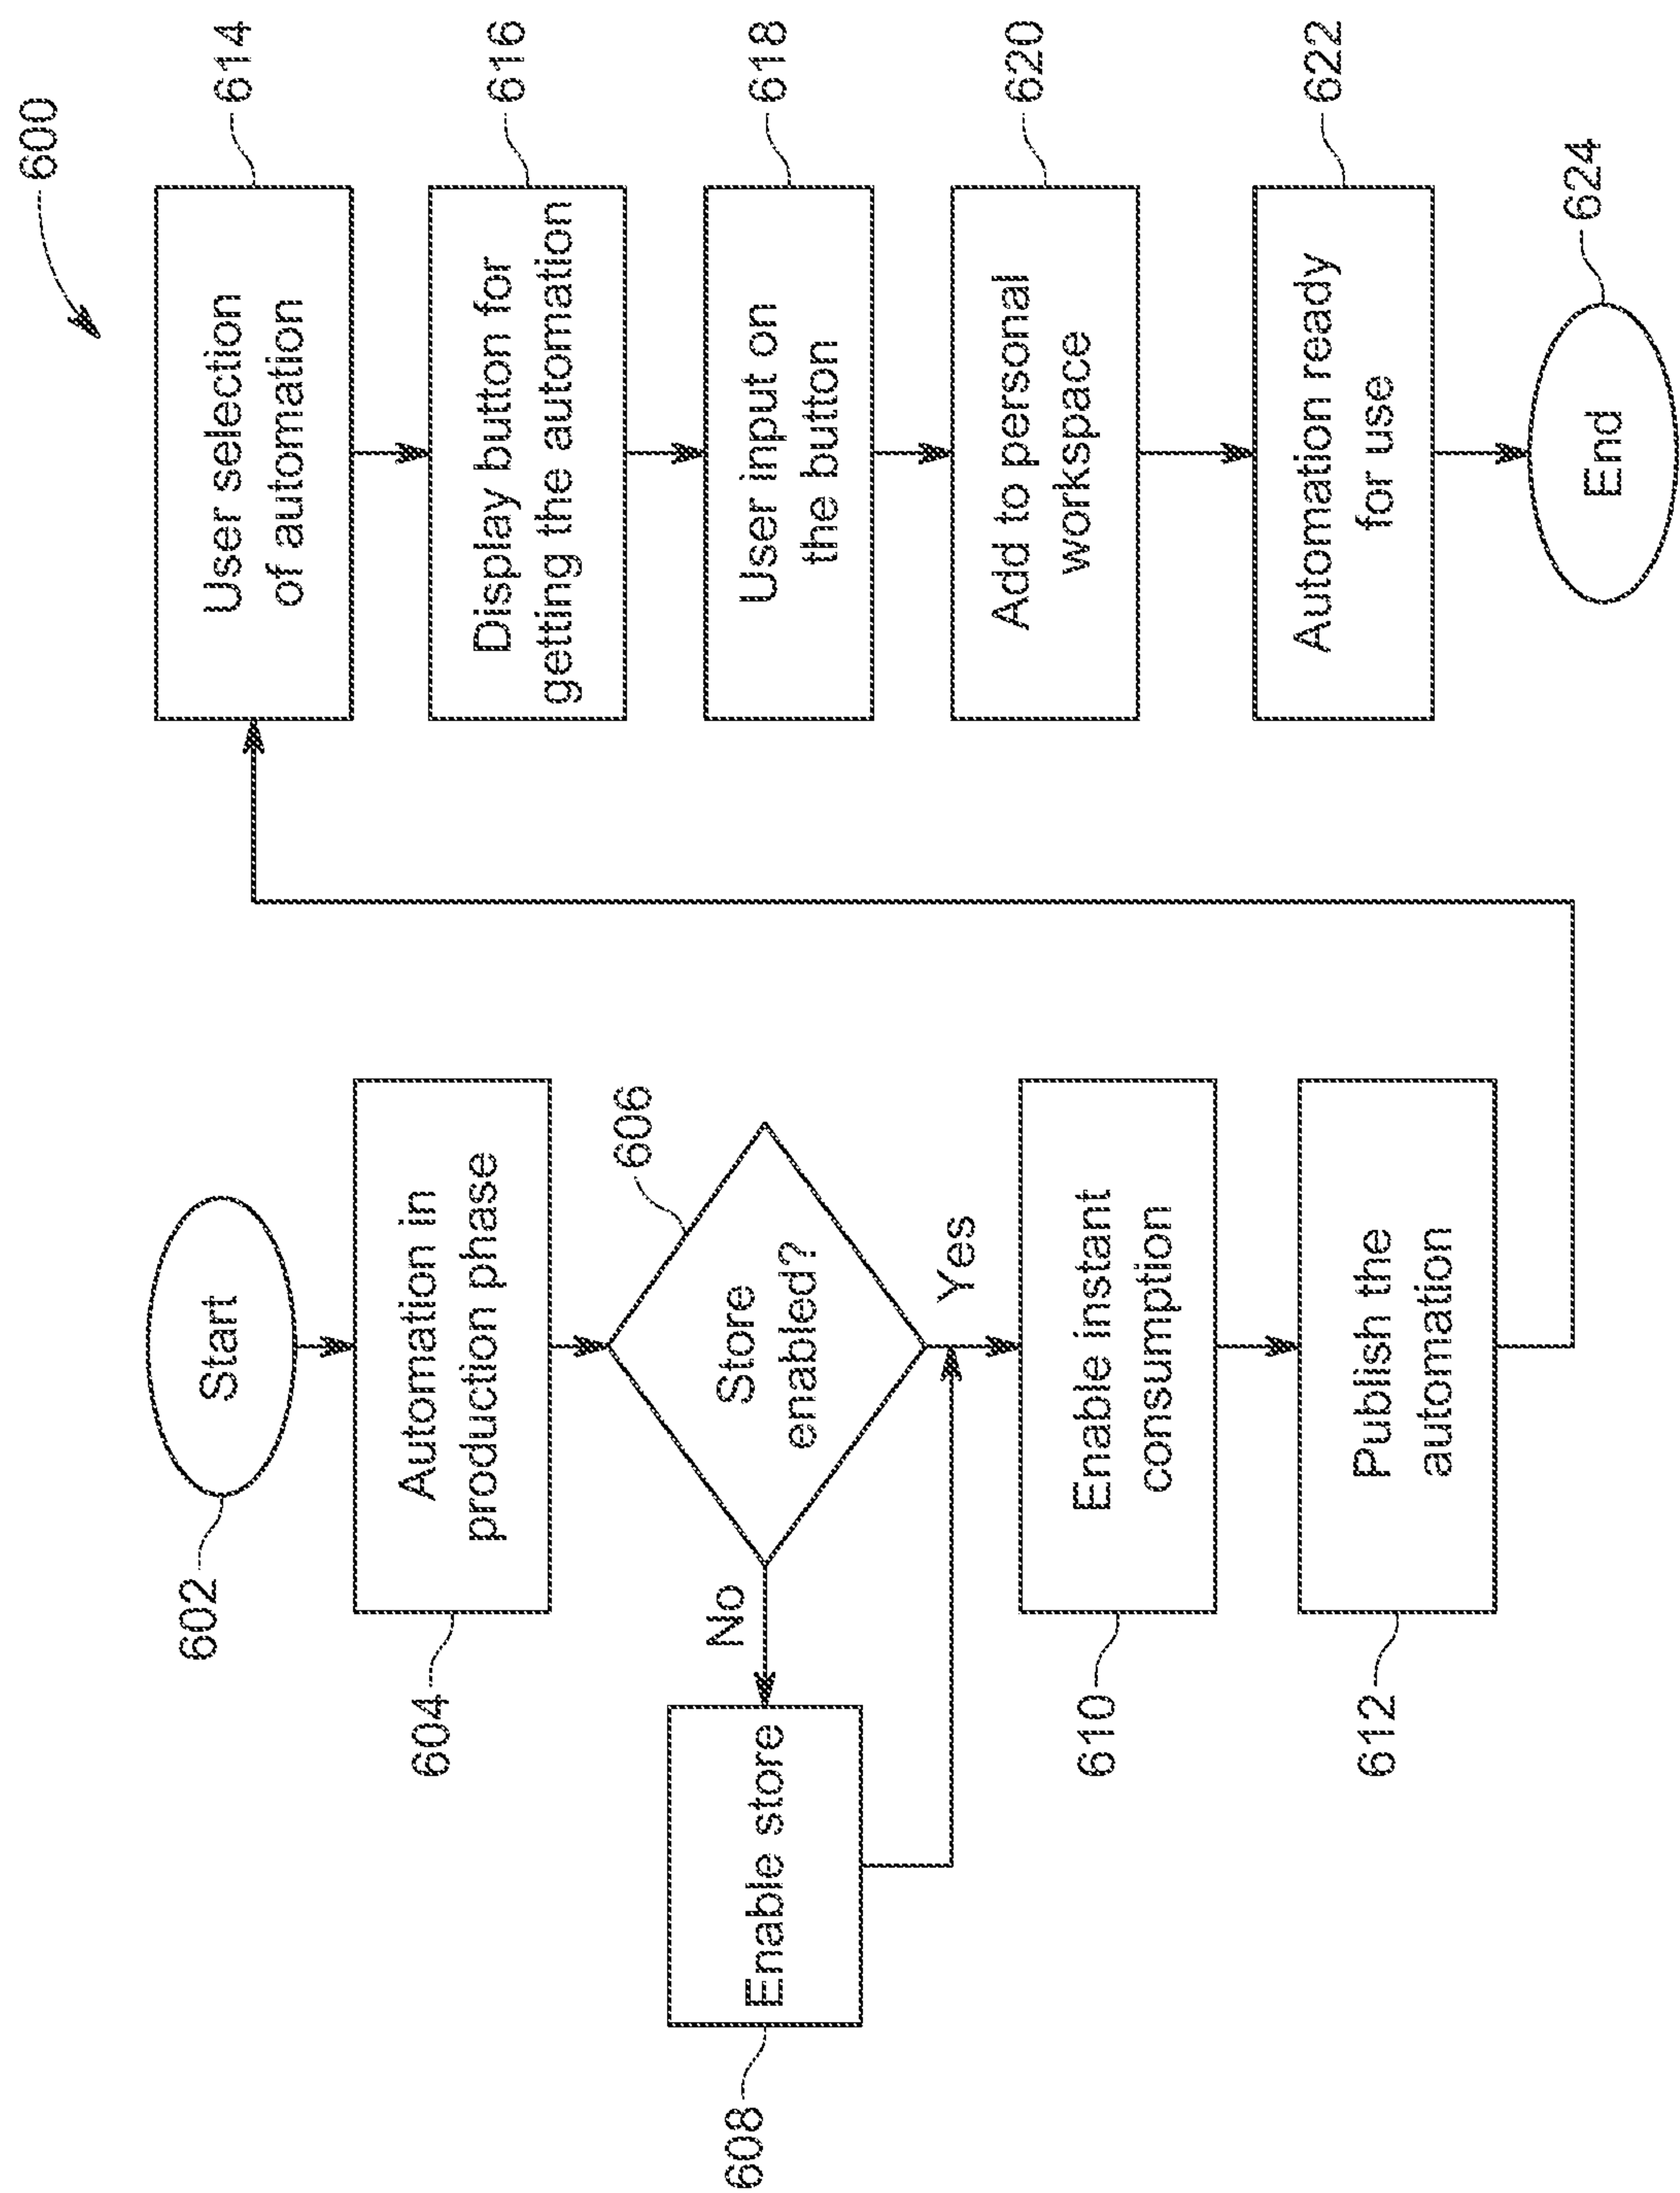 600
Start
602
Automation in
production phase
604
Store
enabled?
606
No
Yes
Enable store
608
Enable instant
consumption
610
Publish the
automation
612
User selection
of automation
614
Display button for
getting the automation
616
User input on
the button
618
Add to personal
workspace
620
Automation ready
for use
622
End
624